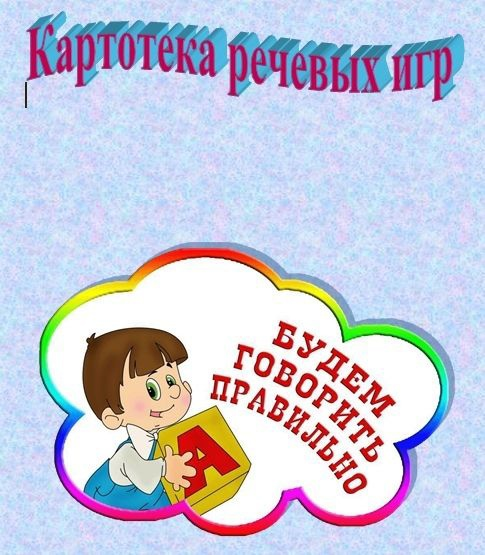 Картотека речевых игр
БУДЕМ
ГОВОРИТЬ
ПРАВИЛЬНО
А